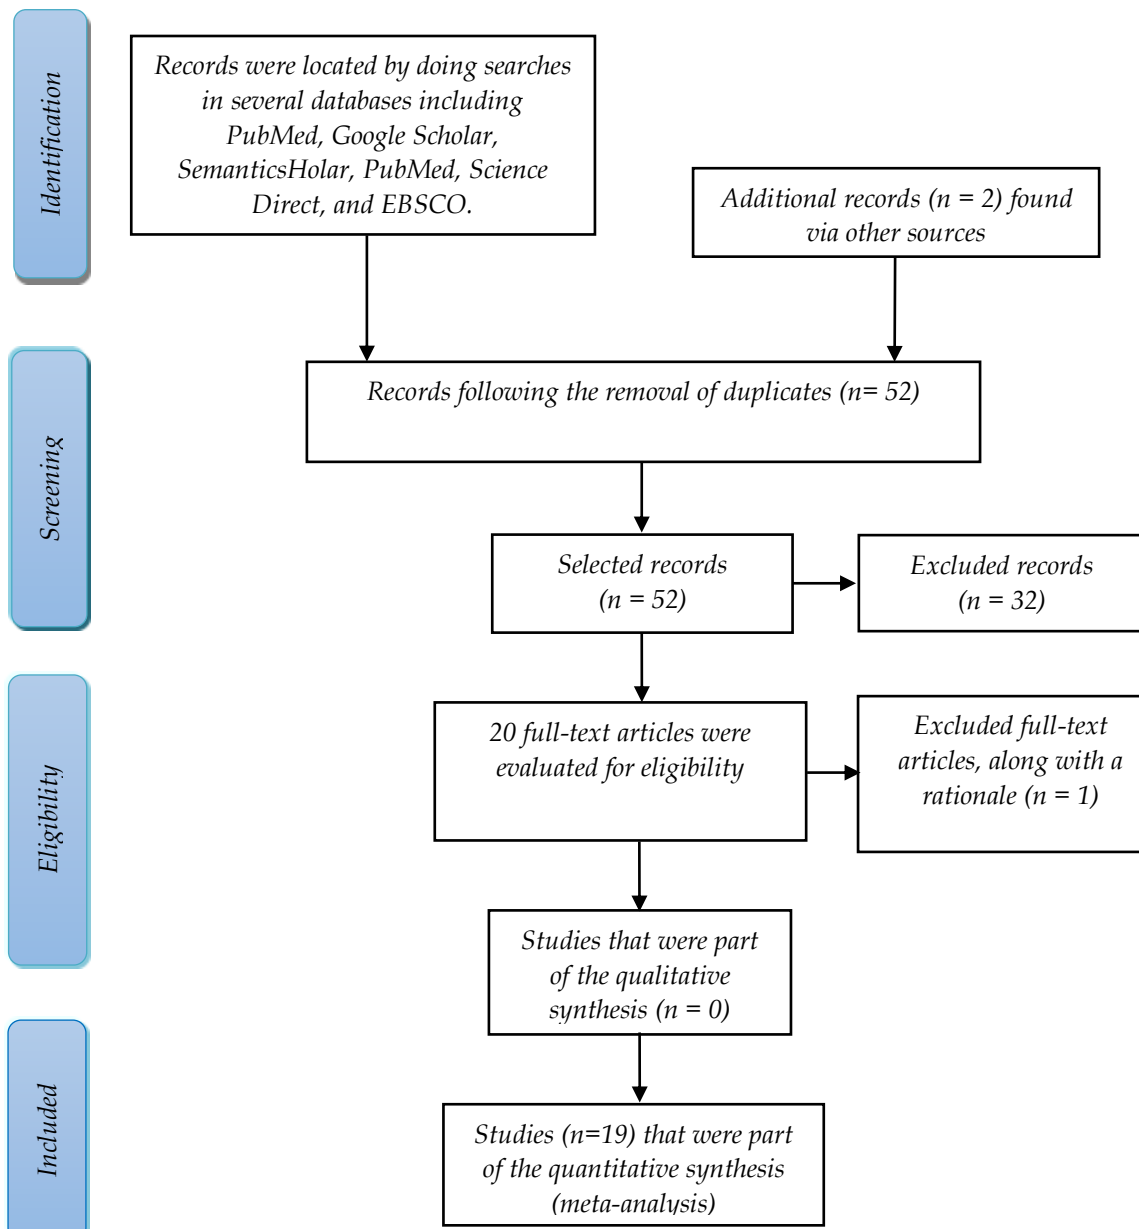 Identification
Records were located by doing searches
in several databases including
PubMed, Google Scholar,
SemanticsHolar, PubMed, Science
Direct, and EBSCO.
Additional records (n = 2) found
via other sources
Screening
Records following the removal of duplicates (n= 52)
Selected records
(n = 52)
Excluded records
(n = 32)
Eligibility
20 full-text articles were
evaluated for eligibility
Excluded full-text
articles, along with a
rationale (n = 1)
Studies that were part
of the qualitative
synthesis (n = 0)
Included
Studies (n=19) that were part
of the quantitative synthesis
(meta-analysis)